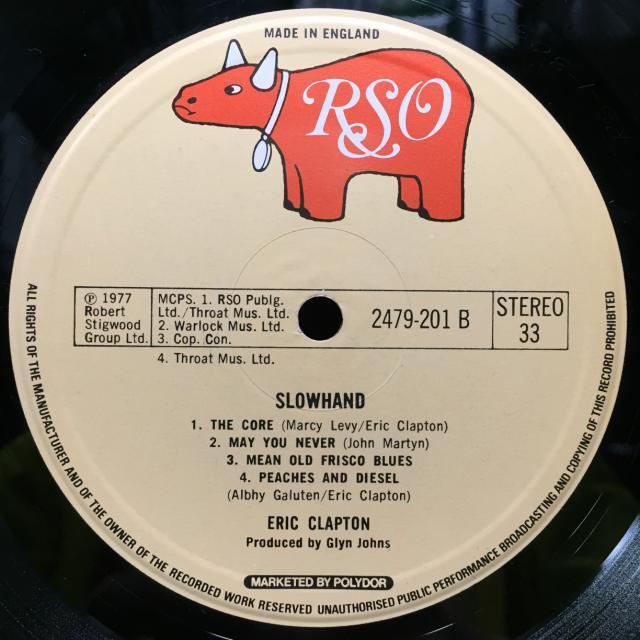 MADE IN ENGLAND
RSO
℗ 1977
Robert
Stigwood
Group Ltd.
MCPS. 1. RSO Publg.
Ltd./Throat Mus. Ltd.
2. Warlock Mus. Ltd.
3. Cop. Con.
4. Throat Mus. Ltd.
2479-201 B
STEREO
33
SLOWHAND
1. THE CORE (Marcy Levy/Eric Clapton)
2. MAY YOU NEVER (John Martyn)
3. MEAN OLD FRISCO BLUES
4. PEACHES AND DIESEL
(Albby Galuten/Eric Clapton)
ERIC CLAPTON
Produced by Glyn Johns
MARKETED BY POLYDOR
ALL RIGHTS OF THE MANUFACTURER AND OF THE OWNER OF THE RECORDED WORK RESERVED UNAUTHORISED PUBLIC PERFORMANCE BROADCASTING AND COPYING OF THIS RECORD PROHIBITED